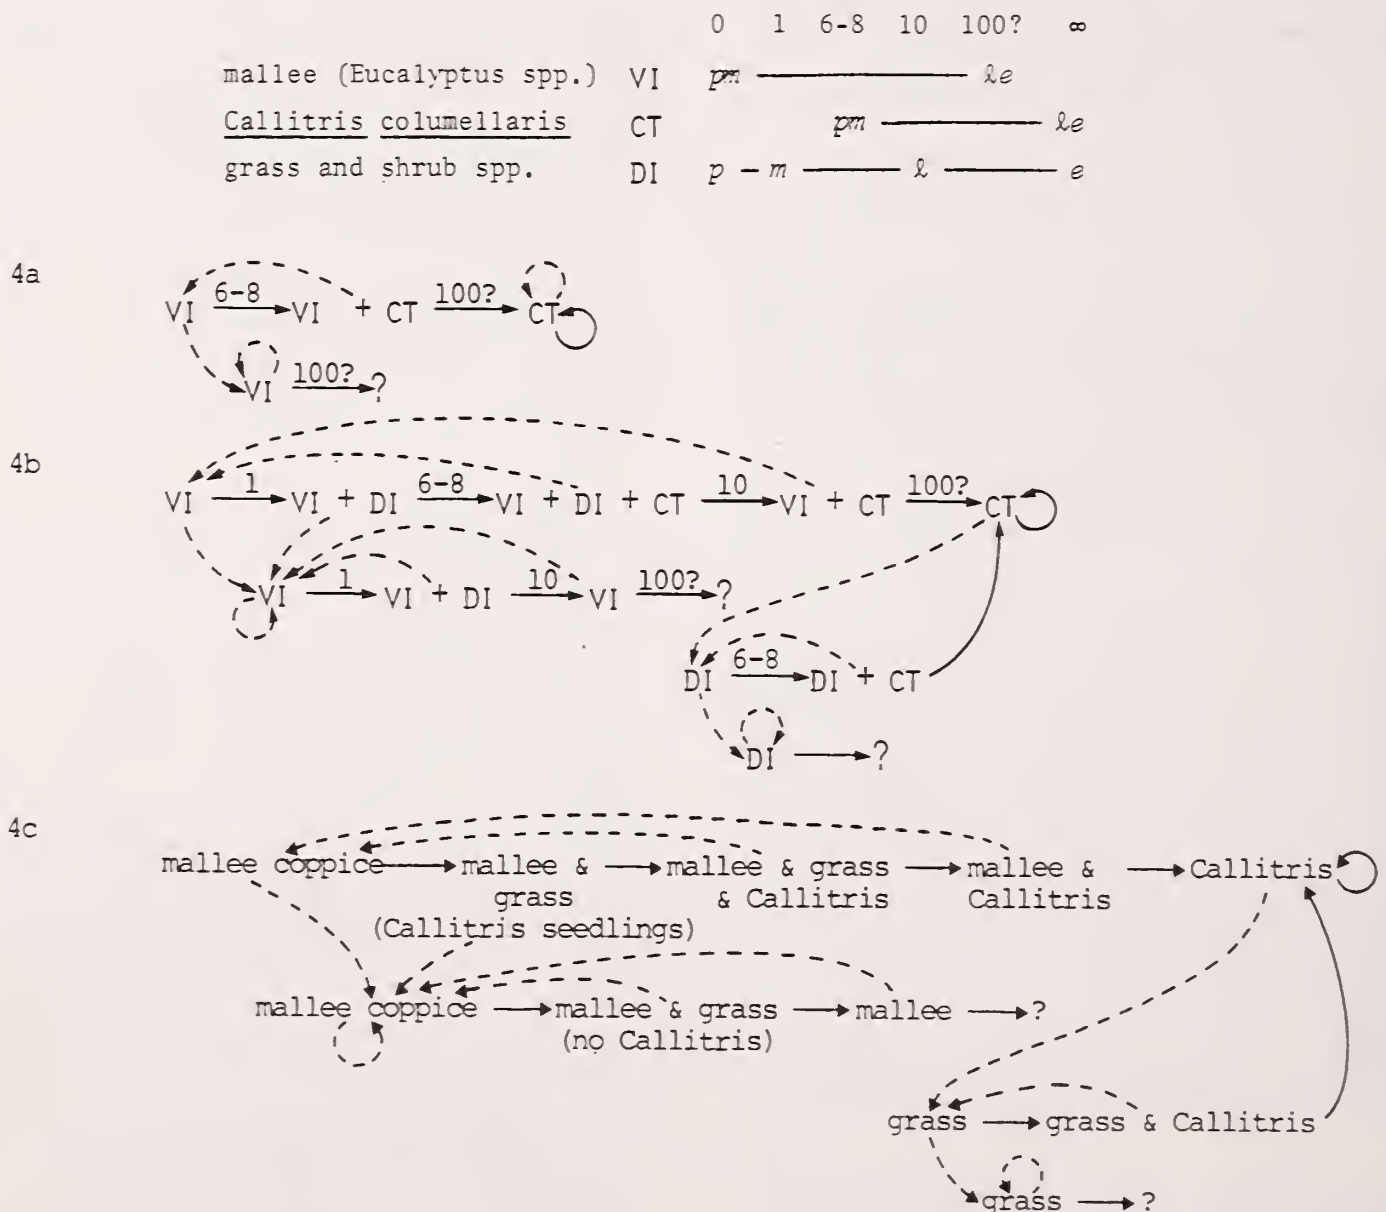 0 1 6-8 10 100? ∞
mallee (Eucalyptus spp.) VI pm ℓe
Callitris columellaris CT pm ℓe
grass and shrub spp. DI p m ℓ e
4a
6-8 100?
VI VI + CT CT
100?
VI ?
4b
1 6-8 10 100?
VI VI + DI VI + DI + CT VI + CT CT
1 10 100?
VI VI + DI VI ?
6-8
DI DI + CT
DI ?
4c
mallee coppice mallee & mallee & grass mallee & Callitris
grass & Callitris Callitris
(Callitris seedlings)
mallee coppice mallee & grass mallee ?
(no Callitris)
grass grass & Callitris
grass ?